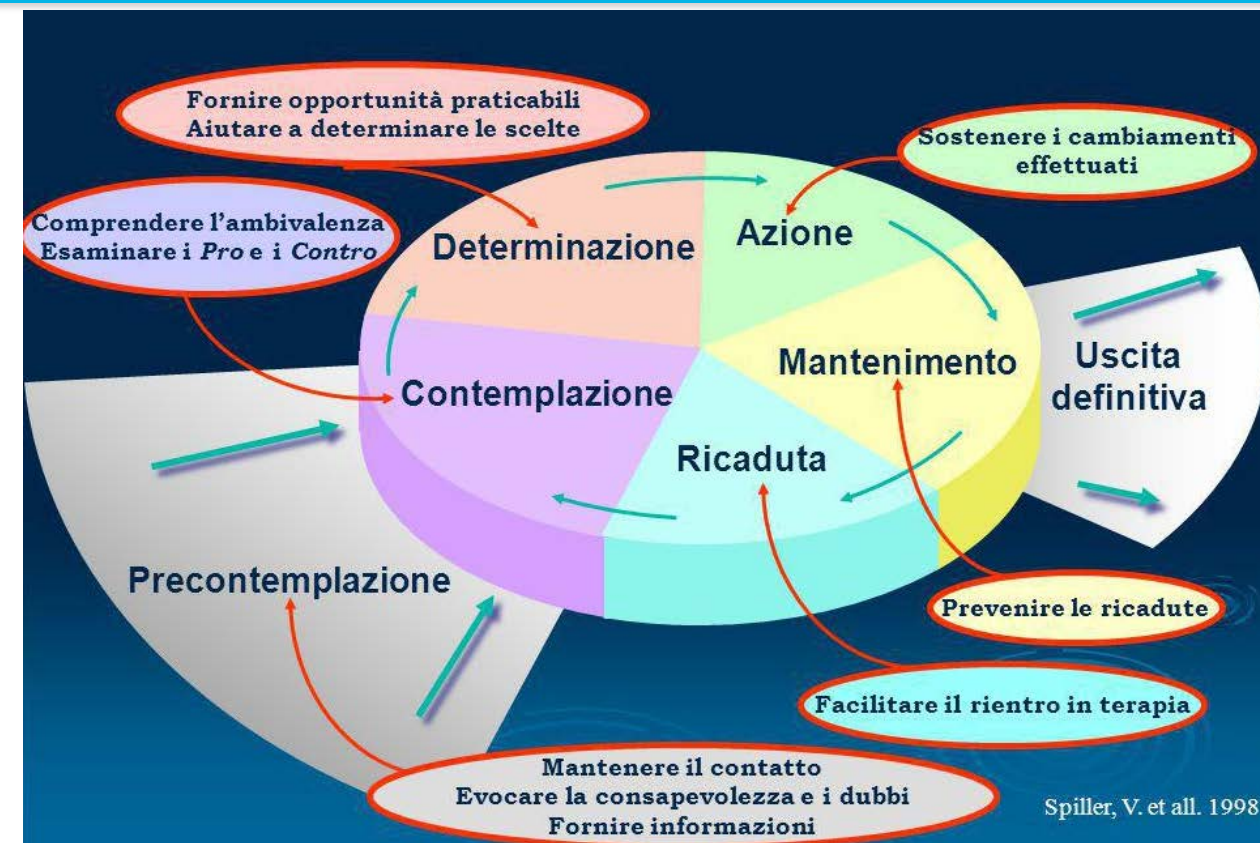 Fornire opportunità praticabili
Aiutare a determinare le scelte
Sostenere i cambiamenti
effettuati
Comprendere l'ambivalenza
Esaminare i Pro e i Contro
Determinazione
Azione
Mantenimento
Uscita
definitiva
Contemplazione
Ricaduta
Precontemplazione
Prevenire le ricadute
Facilitare il rientro in terapia
Mantenere il contatto
Evocare la consapevolezza e i dubbi
Fornire informazioni
Spiller, V. et all. 1998